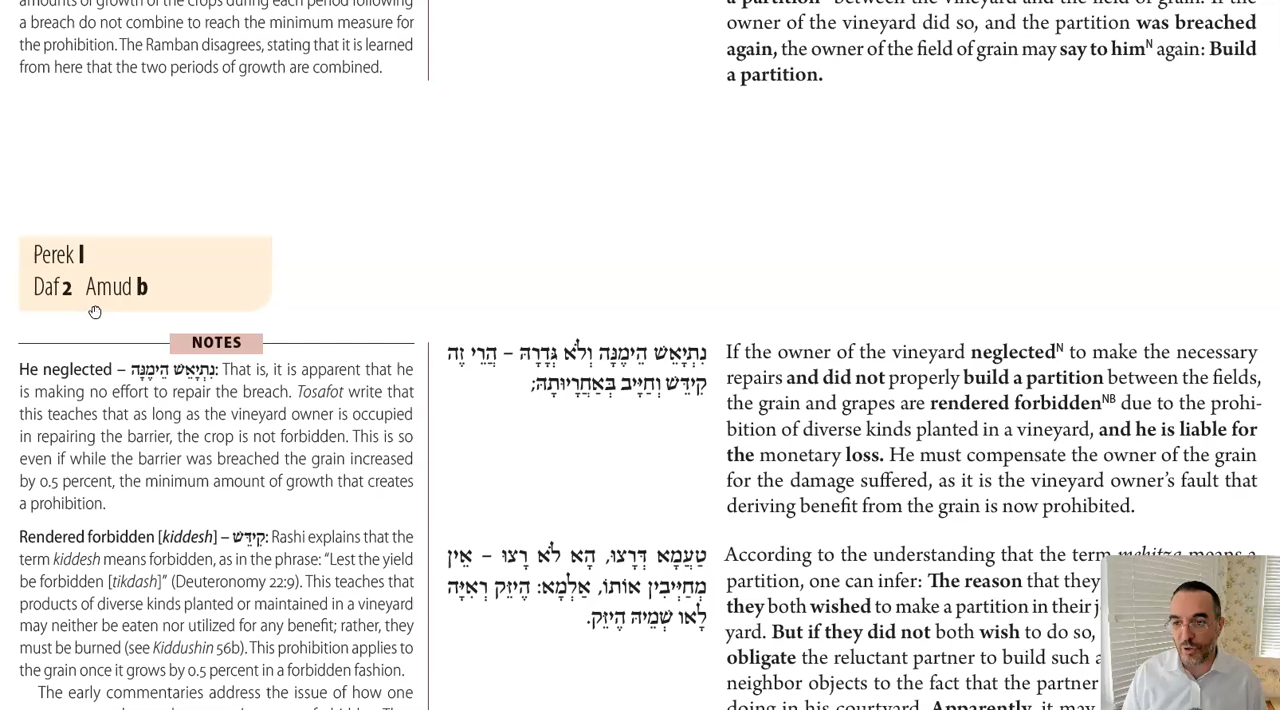 amounts of growth of the crops during each period following
a breach do not combine to reach the minimum measure for
the prohibition. The Ramban disagrees, stating that it is learned
from here that the two periods of growth are combined.
owner of the vineyard did so, and the partition was breached
again, the owner of the field of grain may say to himᴺ again: Build
a partition.
Perek I
Daf 2 Amud b
NOTES
He neglected – נִתְיָאֵשׁ הֵימֶנָּה: That is, it is apparent that he
is making no effort to repair the breach. Tosafot write that
this teaches that as long as the vineyard owner is occupied
in repairing the barrier, the crop is not forbidden. This is so
even if while the barrier was breached the grain increased
by 0.5 percent, the minimum amount of growth that creates
a prohibition.
Rendered forbidden [kiddesh] – קִידֵּשׁ: Rashi explains that the
term kiddesh means forbidden, as in the phrase: “Lest the yield
be forbidden [tikdash]” (Deuteronomy 22:9). This teaches that
products of diverse kinds planted or maintained in a vineyard
may neither be eaten nor utilized for any benefit; rather, they
must be burned (see Kiddushin 56b). This prohibition applies to
the grain once it grows by 0.5 percent in a forbidden fashion.
The early commentaries address the issue of how one
נִתְיָאֵשׁ הֵימֶנָּה וְלֹא גְּדָרָהּ – הֲרֵי זֶה
קִידֵּשׁ וְחַיָּיב בְּאַחֲרָיוּתָהּ;
If the owner of the vineyard neglectedᴺ to make the necessary
repairs and did not properly build a partition between the fields,
the grain and grapes are rendered forbiddenᴺᴮ due to the prohi-
bition of diverse kinds planted in a vineyard, and he is liable for
the monetary loss. He must compensate the owner of the grain
for the damage suffered, as it is the vineyard owner’s fault that
deriving benefit from the grain is now prohibited.
טַעֲמָא דְּרָצוּ, הָא לֹא רָצוּ – אֵין
מְחַיְּיבִין אוֹתוֹ, אַלְמָא: הֶיזֵּק רְאִיָּה
לָאו שְׁמֵיהּ הֶיזֵּק.
According to the understanding that the term mehitza means a
partition, one can infer: The reason that they
they both wished to make a partition in their
yard. But if they did not both wish to do so,
obligate the reluctant partner to build such a
neighbor objects to the fact that the partner
doing in his courtyard. Apparently, it may